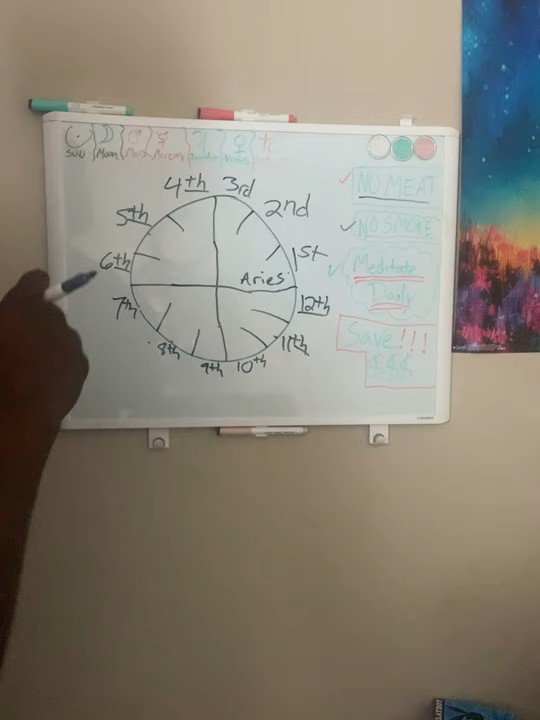 SUN Moon Mars Mercury Jupiter Venus
4th 3rd
2nd
5th
1st
6th
Aries
7th
12th
8th
11th
9th
10th
NO MEAT
NO SMOKE
Meditate
Daily
Save!!!
$$$